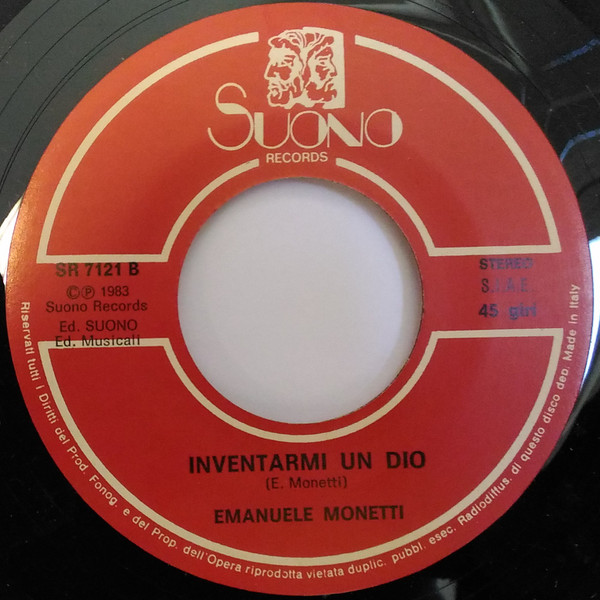 SUONO
RECORDS
SR 7121 B
©℗ 1983
Suono Records
Ed. SUONO
Ed. Musicali
STEREO
S.I.A.E.
45 giri
INVENTARMI UN DIO
(E. Monetti)
EMANUELE MONETTI
Riservati tutti i Diritti del Prod. Fonog. e del Prop. dell'Opera riprodotta vietata duplic. pubbl. esec. Radiodiffus. di questo disco dep. Made in Italy